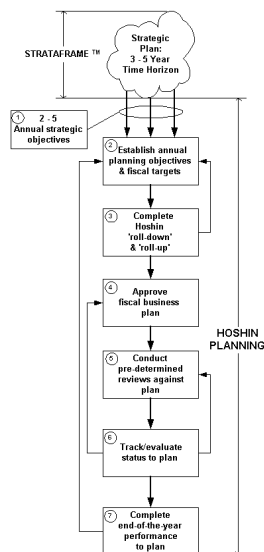 Strategic
Plan:
3 - 5 Year
Time Horizon
STRATAFRAME ™
1
2 - 5
Annual strategic
objectives
2
Establish annual
planning objectives
& fiscal targets
3
Complete
Hoshin
'roll-down'
& 'roll-up'
4
Approve
fiscal business
plan
HOSHIN
PLANNING
5
Conduct
pre-determined
reviews against
plan
6
Track/evaluate
status to plan
7
Complete
end-of-the-year
performance
to plan